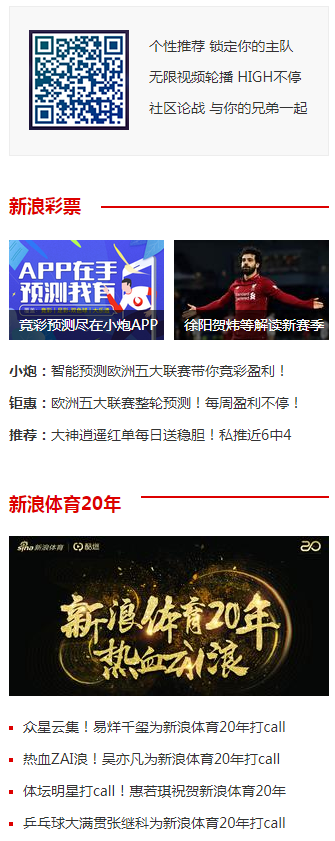 个性推荐 锁定你的主队
无限视频轮播 HIGH不停
社区论战 与你的兄弟一起
新浪彩票
APP在手
预测我有
竞彩预测尽在小炮APP
徐阳贺炜等解读新赛季
小炮：智能预测欧洲五大联赛带你竞彩盈利！
钜惠：欧洲五大联赛整轮预测！每周盈利不停！
推荐：大神逍遥红单每日送稳胆！私推近6中4
新浪体育20年
sina新浪体育 酷燃
20
新浪体育20年
热血ZAI浪
众星云集！易烊千玺为新浪体育20年打call
热血ZAI浪！吴亦凡为新浪体育20年打call
体坛明星打call！惠若琪祝贺新浪体育20年
乒乓球大满贯张继科为新浪体育20年打call